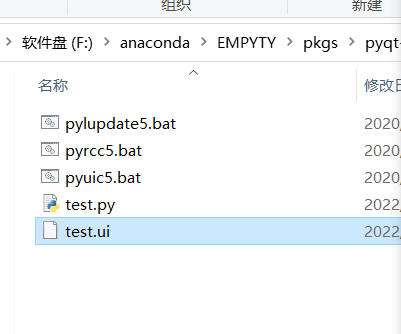 组织
新建
软件盘 (F:) anaconda EMPYTY pkgs pyqt-
名称
修改日
pylupdate5.bat 2020
pyrcc5.bat 2020
pyuic5.bat 2020
test.py 2022
test.ui 2022